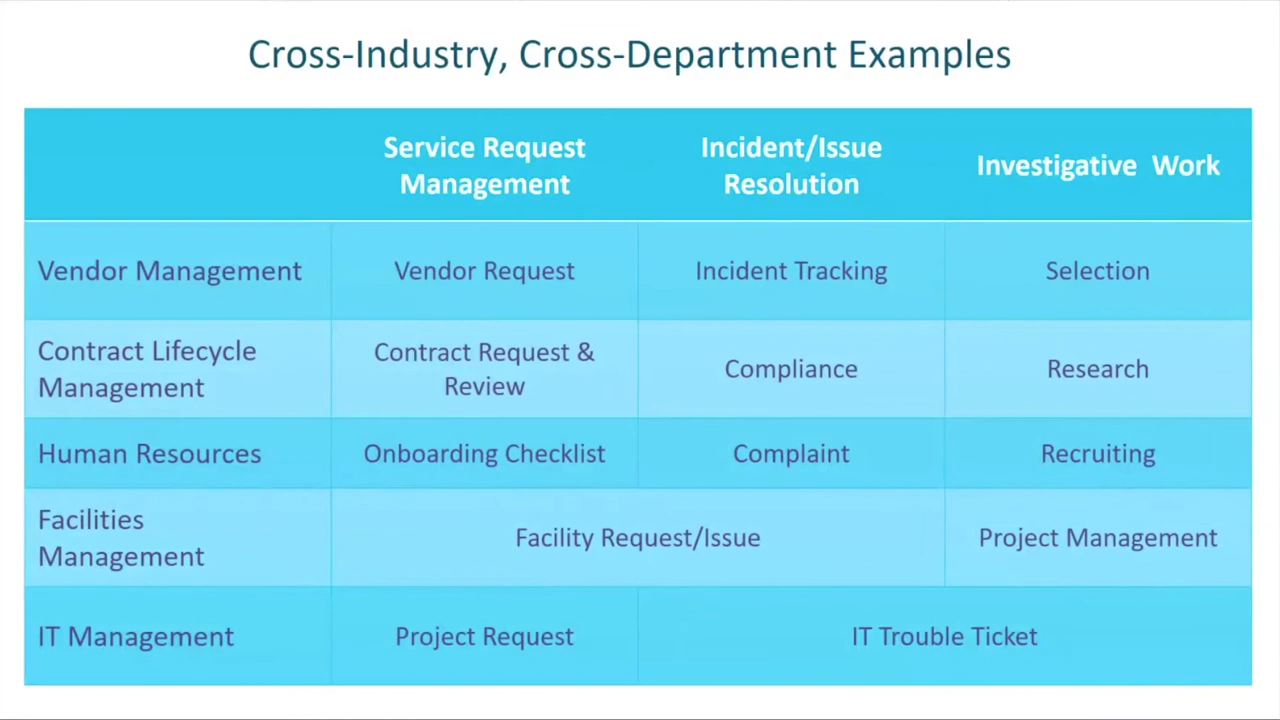 Cross-Industry, Cross-Department Examples
Service Request
Management
Incident/Issue
Resolution
Investigative Work
Vendor Management
Vendor Request
Incident Tracking
Selection
Contract Lifecycle
Management
Contract Request &
Review
Compliance
Research
Human Resources
Onboarding Checklist
Complaint
Recruiting
Facilities
Management
Facility Request/Issue
Project Management
IT Management
Project Request
IT Trouble Ticket